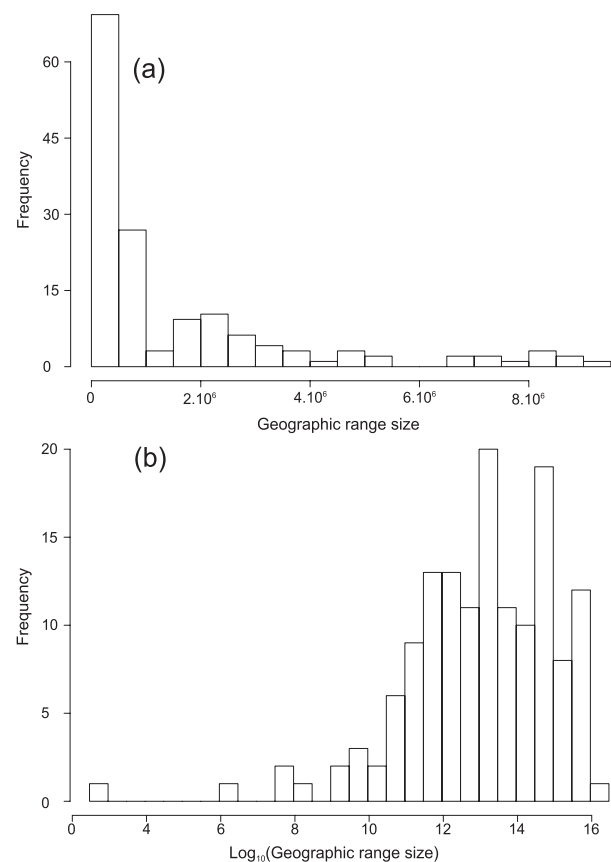 (a)
60
45
30
15
0
Frequency
0 2.10⁶ 4.10⁶ 6.10⁶ 8.10⁶
Geographic range size
(b)
20
15
10
5
0
Frequency
0 4 6 8 10 12 14 16
Log₁₀(Geographic range size)